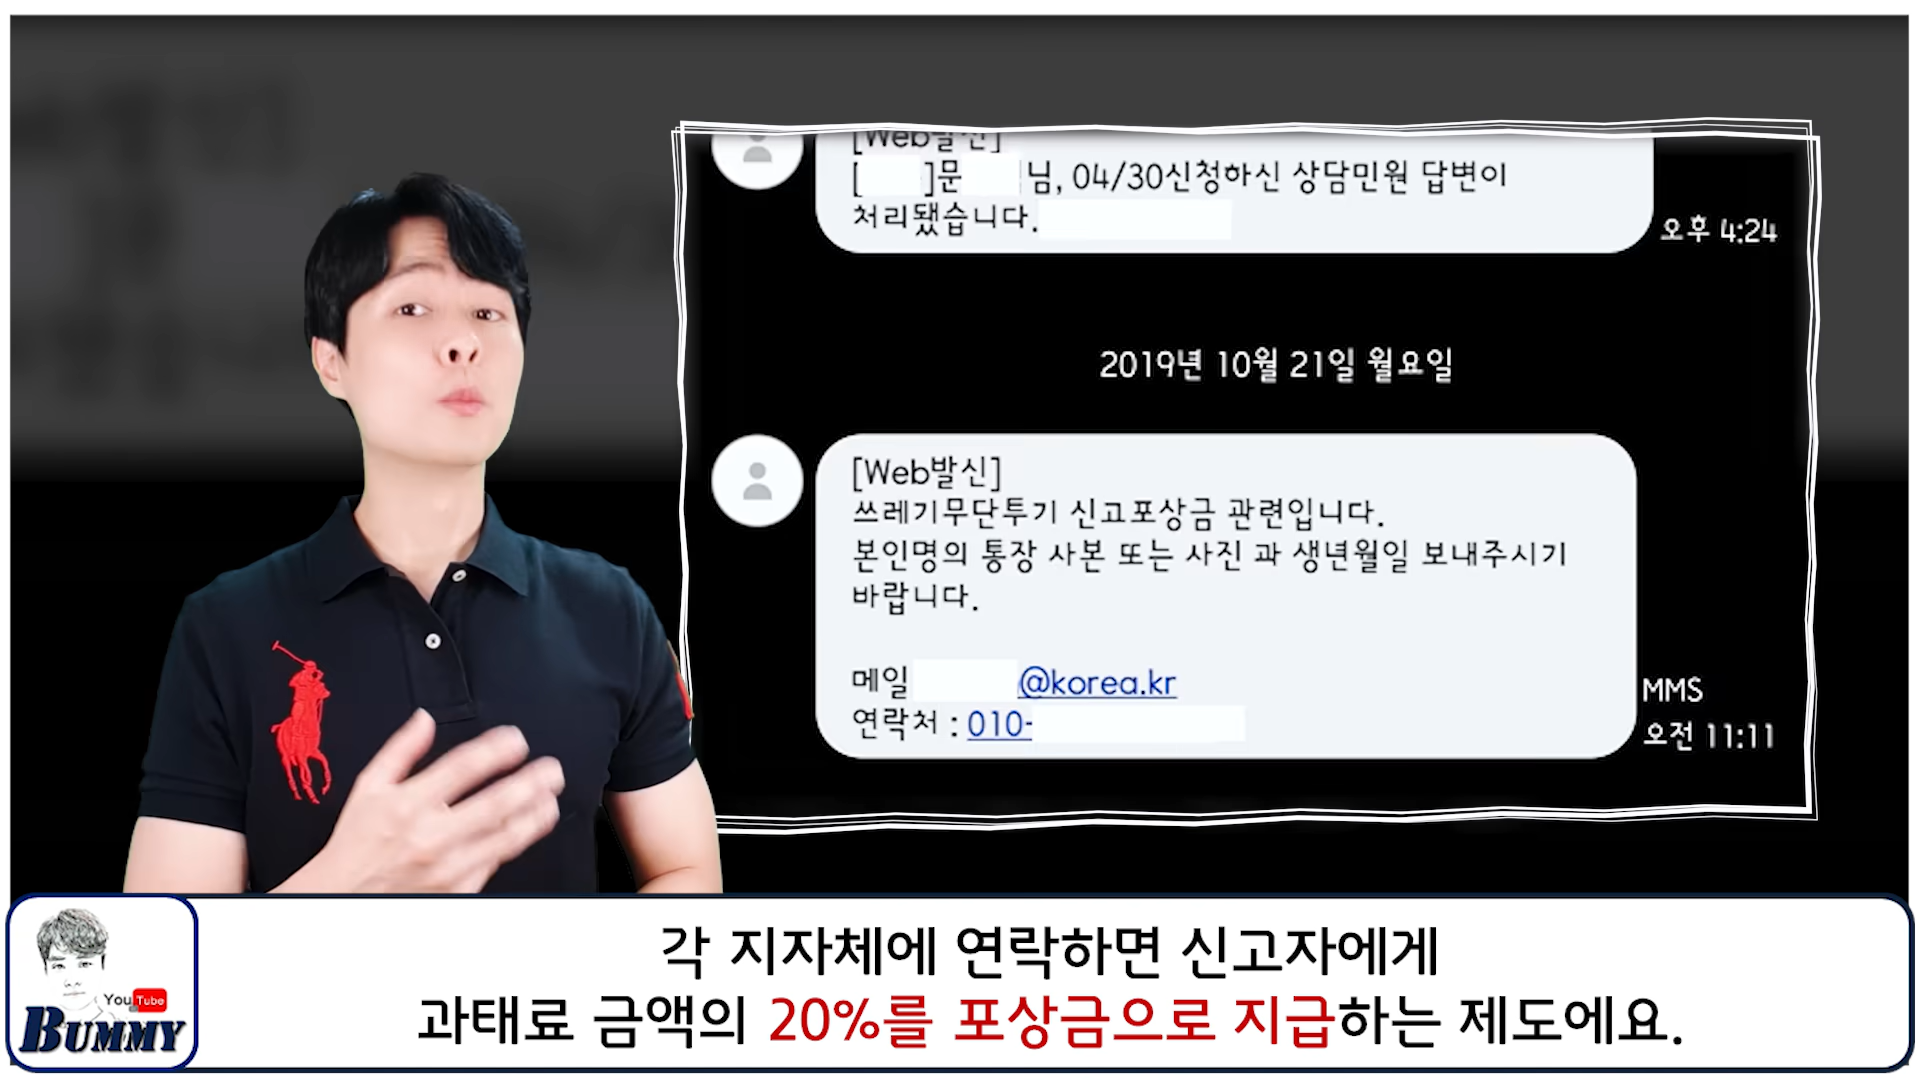 [Web발신]
[ ]문 님, 04/30신청하신 상담민원 답변이
처리됐습니다.
오후 4:24
2019년 10월 21일 월요일
[Web발신]
쓰레기무단투기 신고포상금 관련입니다.
본인명의 통장 사본 또는 사진 과 생년월일 보내주시기
바랍니다.
메일 @korea.kr
연락처 : 010-
MMS
오전 11:11
You Tube
BUMMY
각 지자체에 연락하면 신고자에게
과태료 금액의 20%를 포상금으로 지급하는 제도에요.